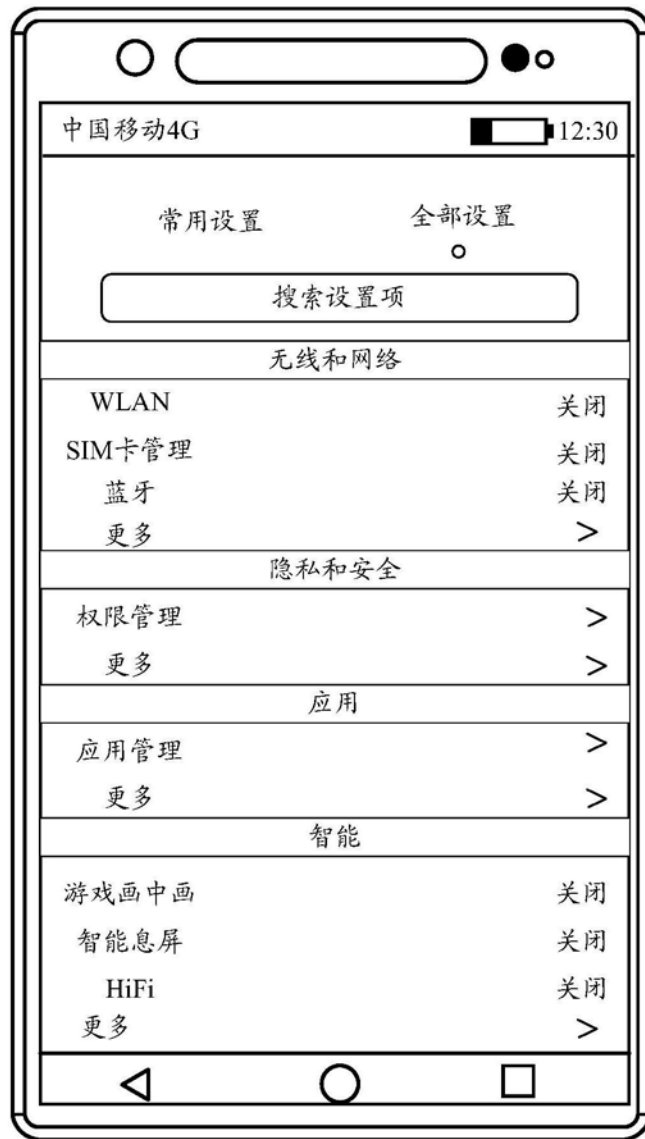 中国移动4G 12:30
常用设置 全部设置
搜索设置项
无线和网络
WLAN 关闭
SIM卡管理 关闭
蓝牙 关闭
更多 >
隐私和安全
权限管理 >
更多 >
应用
应用管理 >
更多 >
智能
游戏画中画 关闭
智能息屏 关闭
HiFi 关闭
更多 >